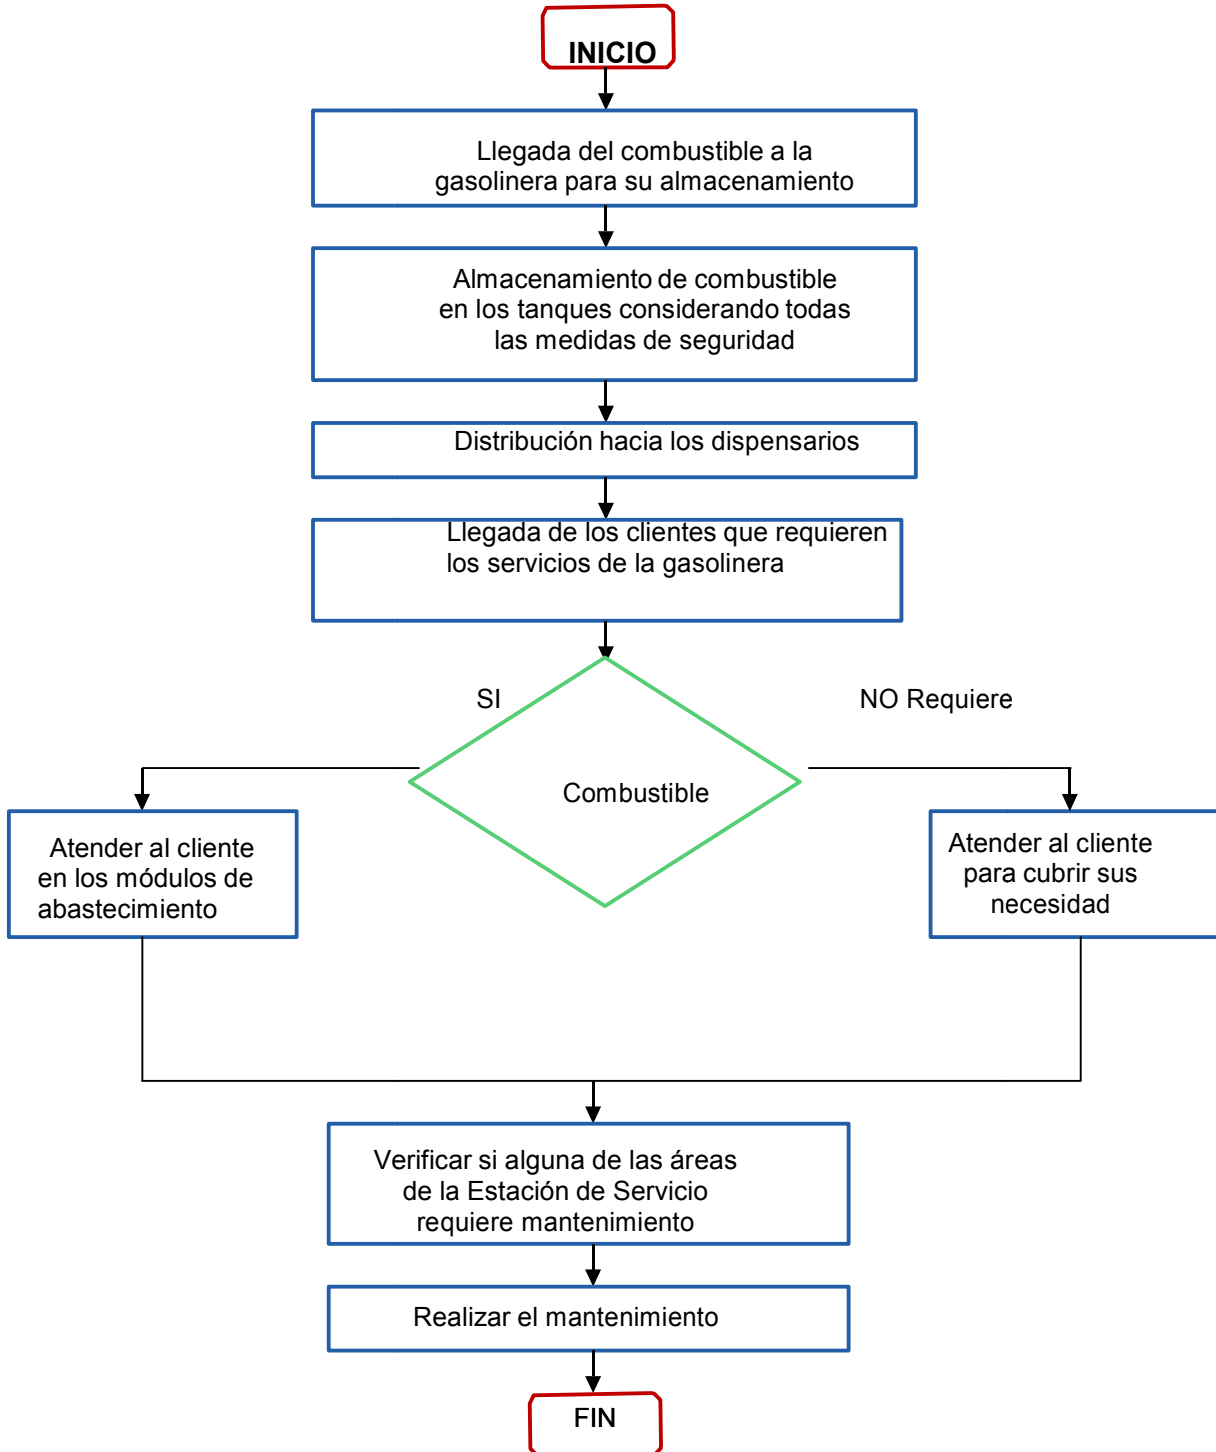 INICIO
Llegada del combustible a la
gasolinera para su almacenamiento
Almacenamiento de combustible
en los tanques considerando todas
las medidas de seguridad
Distribución hacia los dispensarios
Llegada de los clientes que requieren
los servicios de la gasolinera
SI
NO Requiere
Combustible
Atender al cliente
en los módulos de
abastecimiento
Atender al cliente
para cubrir sus
necesidad
Verificar si alguna de las áreas
de la Estación de Servicio
requiere mantenimiento
Realizar el mantenimiento
FIN